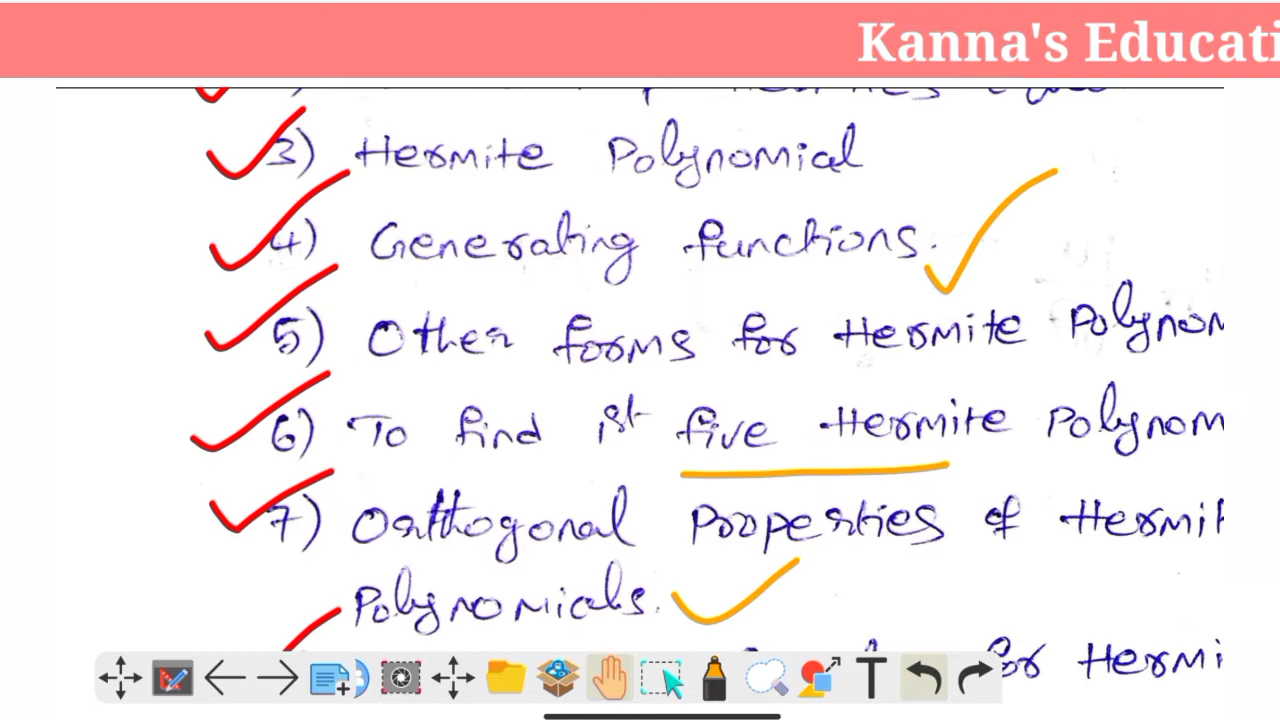 Kanna's Educati
3) Hermite Polynomial
4) Generating functions.
5) Other forms for Hermite Polynom
6) To find 1st five Hermite Polynom
7) Orthogonal Properties of Hermit
Polynomials.
for Hermi
T